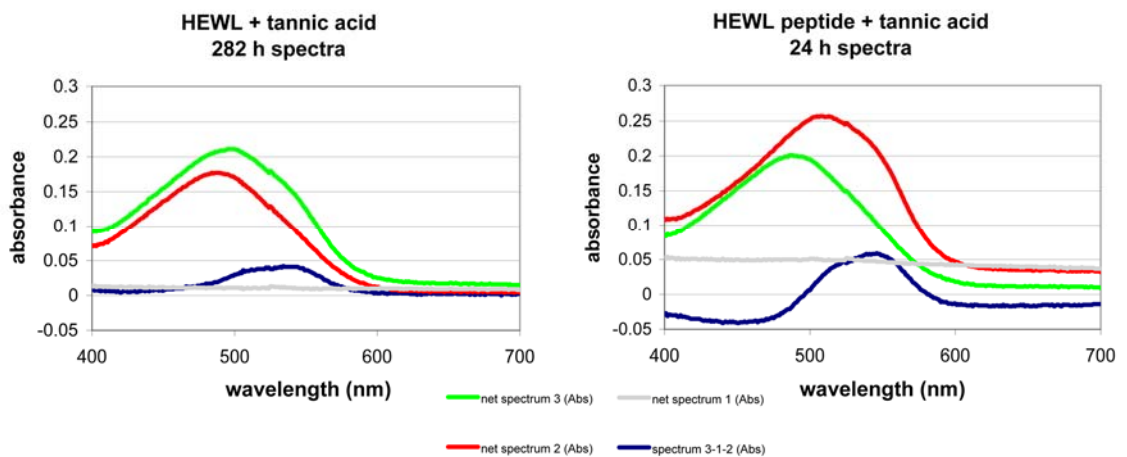 HEWL + tannic acid
282 h spectra
0.3
0.25
0.2
0.15
0.1
0.05
0
-0.05
absorbance
400
500
600
700
wavelength (nm)
HEWL peptide + tannic acid
24 h spectra
0.3
0.25
0.2
0.15
0.1
0.05
0
-0.05
absorbance
400
500
600
700
wavelength (nm)
net spectrum 3 (Abs)
net spectrum 1 (Abs)
net spectrum 2 (Abs)
spectrum 3-1-2 (Abs)